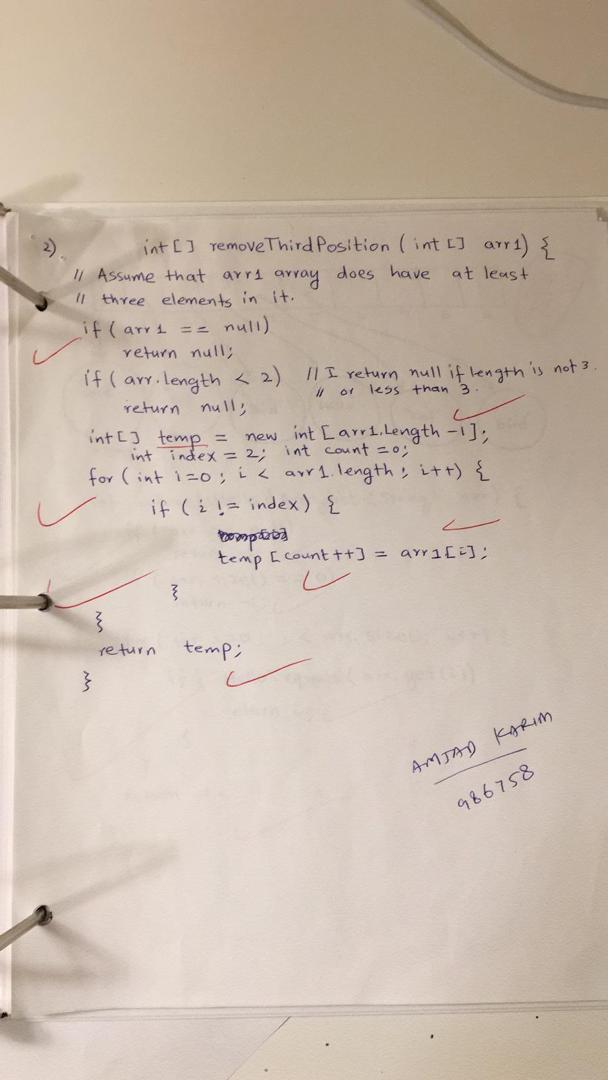 2) int[] removeThirdPosition (int[] arr1) {
// Assume that arr1 array does have at least
// three elements in it.
if (arr1 == null)
return null;
if (arr.length < 2) // I return null if length is not 3.
// or less than 3.
return null;
int[] temp = new int[arr1.length -1];
int index = 2; int count = 0;
for (int i=0; i < arr1.length; i++) {
if (i != index) {
temp [count++] = arr1[i];
}
}
return temp;
}
AMJAD KARIM
986758